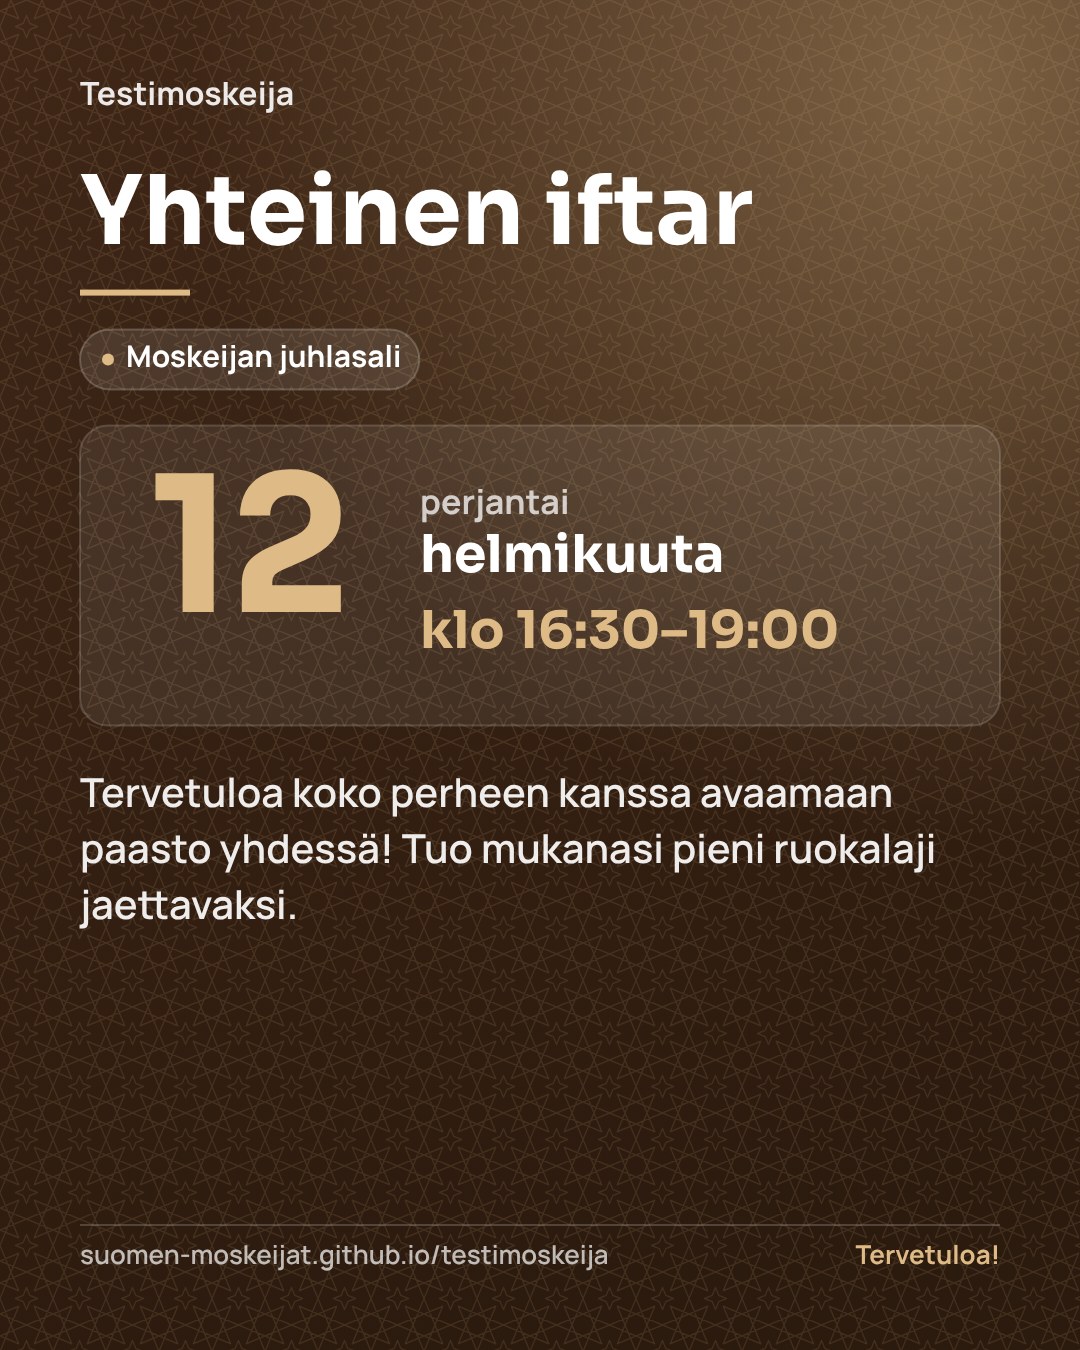 Testimoskeija
Yhteinen iftar
Moskeijan juhlasali
12
perjantai
helmikuuta
klo 16:30–19:00
Tervetuloa koko perheen kanssa avaamaan
paasto yhdessä! Tuo mukanasi pieni ruokalaji
jaettavaksi.
suomen-moskeijat.github.io/testimoskeija
Tervetuloa!